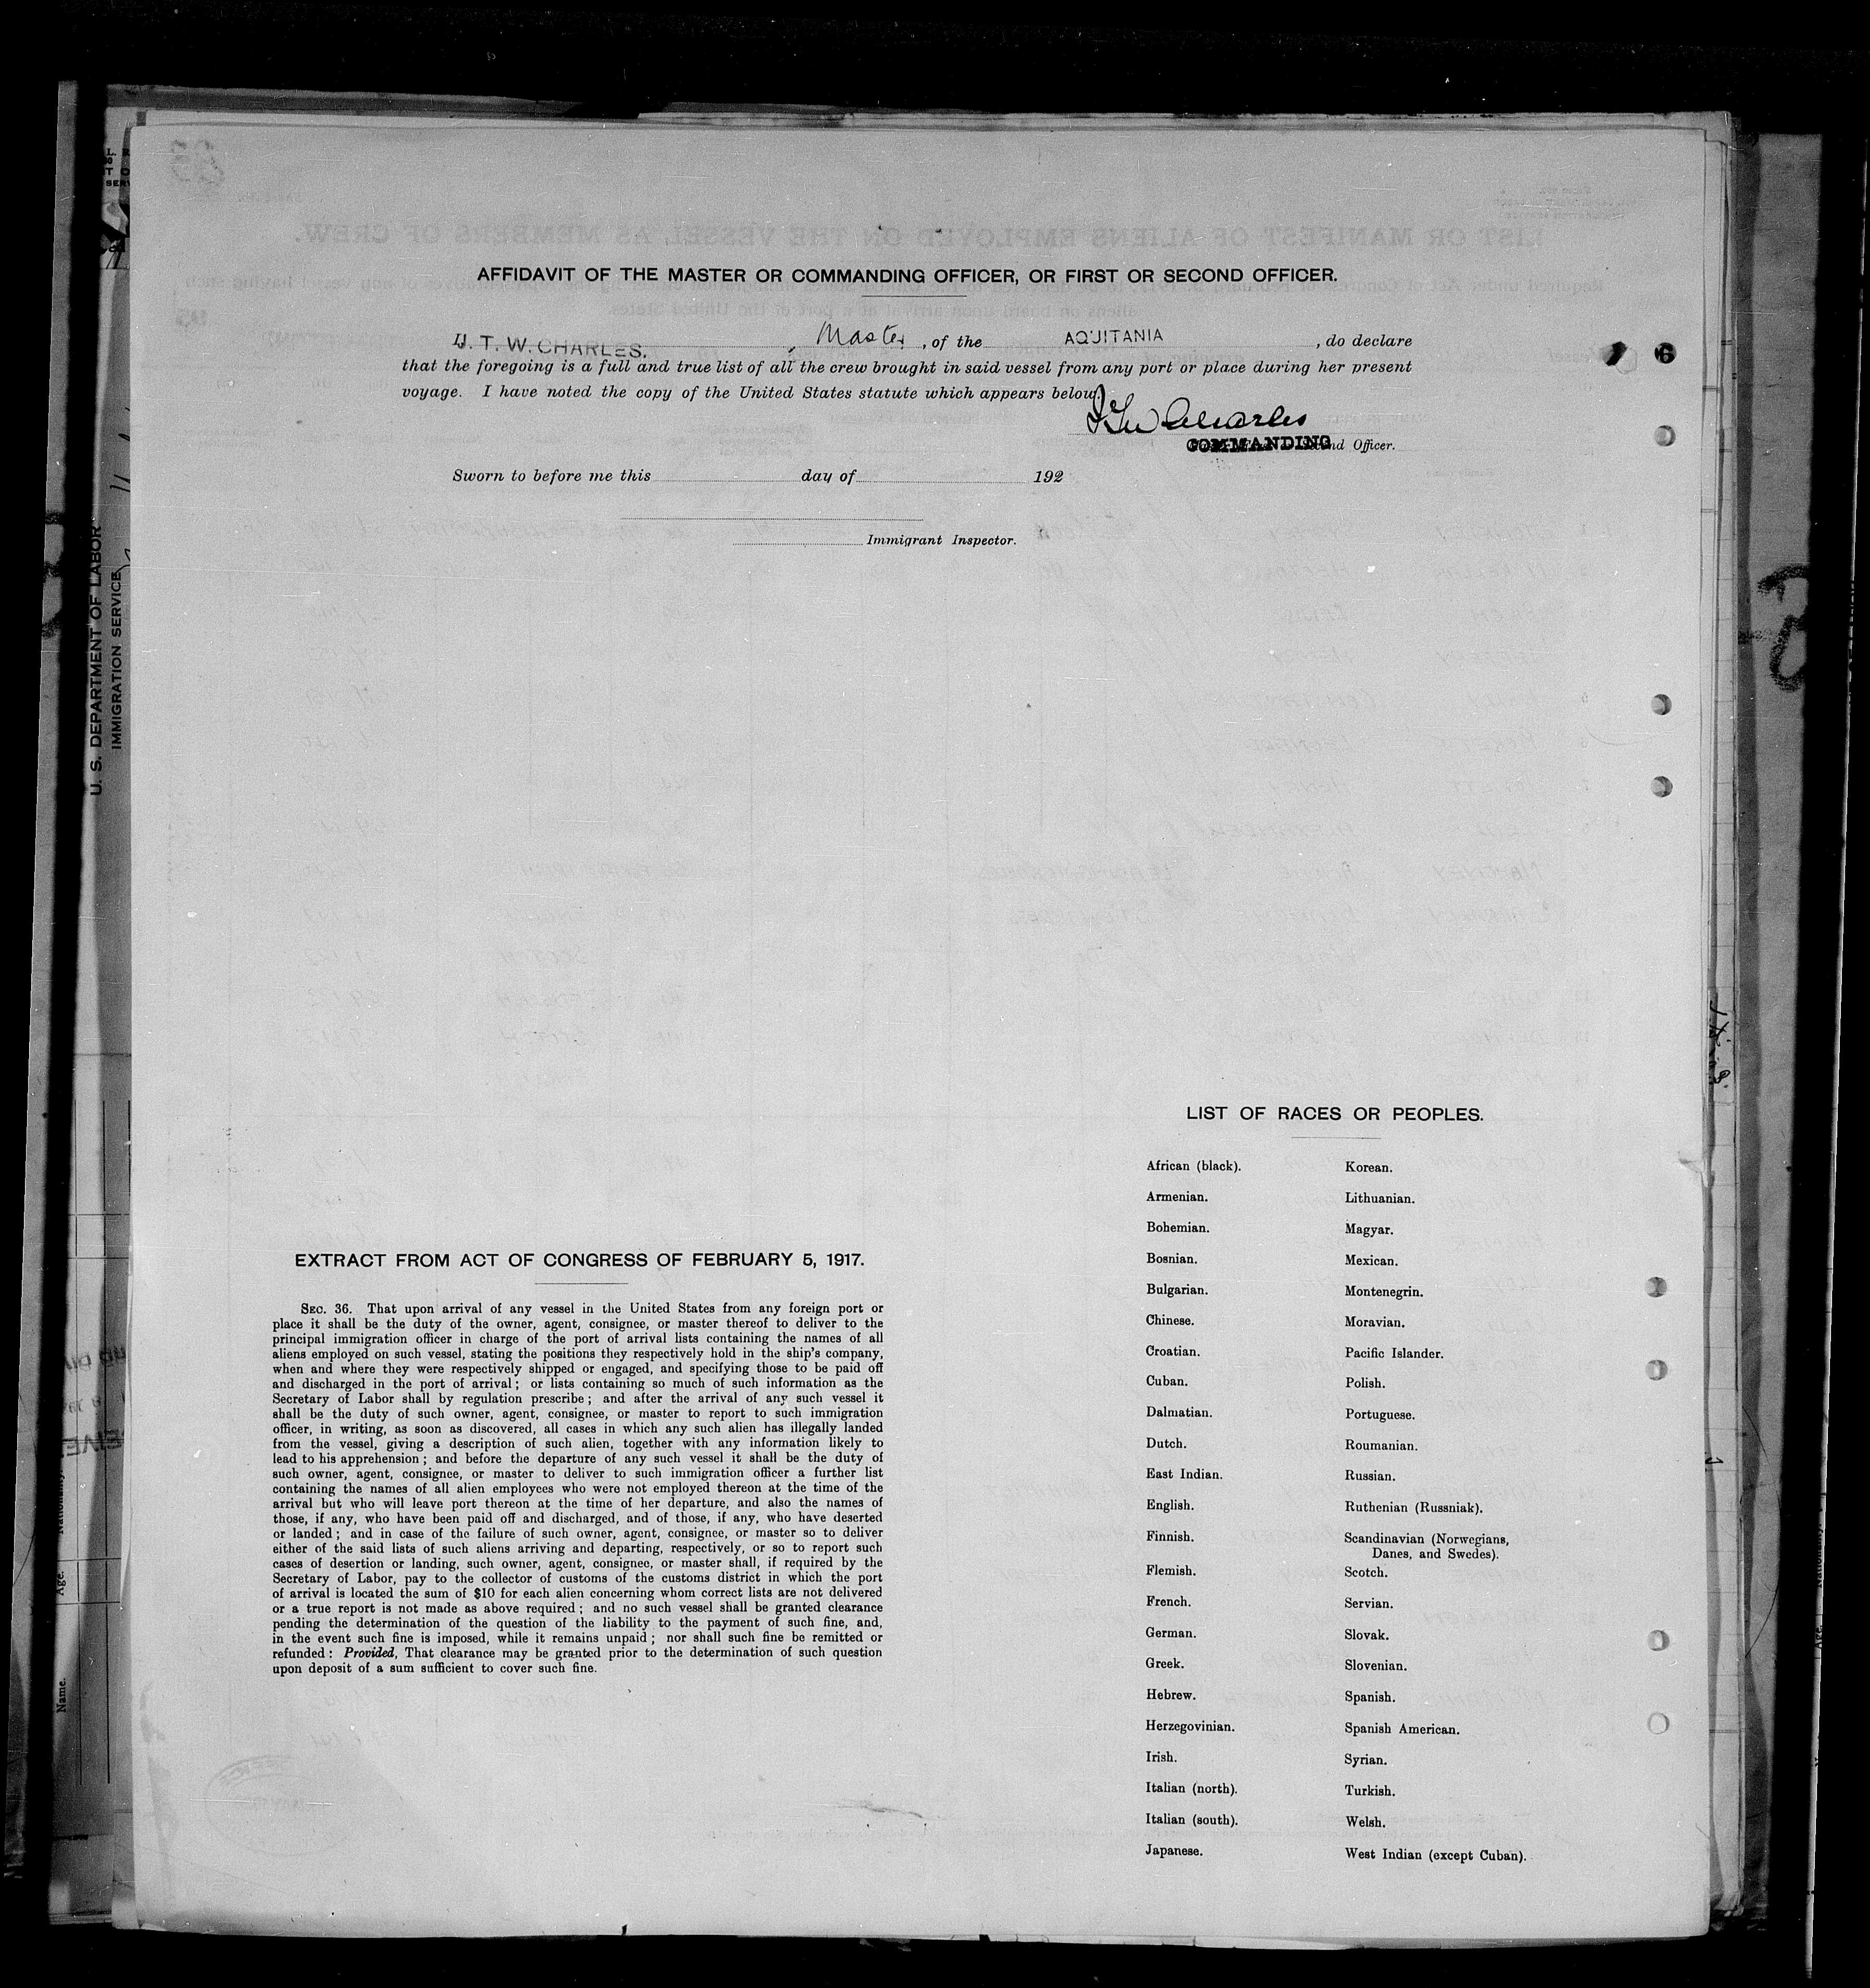 AFFIDAVIT OF THE MASTER OR COMMANDING OFFICER, OR FIRST OR SECOND OFFICER.
J. T. W. CHARLES. , Master , of the AQUITANIA , do declare
that the foregoing is a full and true list of all the crew brought in said vessel from any port or place during her present
voyage. I have noted the copy of the United States statute which appears below.
JTW Charles
COMMANDING Second Officer.
Sworn to before me this day of 192
Immigrant Inspector.
6
U. S. DEPARTMENT OF LABOR
IMMIGRATION SERVICE
EXTRACT FROM ACT OF CONGRESS OF FEBRUARY 5, 1917.
SEC. 36. That upon arrival of any vessel in the United States from any foreign port or
place it shall be the duty of the owner, agent, consignee, or master thereof to deliver to the
principal immigration officer in charge of the port of arrival lists containing the names of all
aliens employed on such vessel, stating the positions they respectively hold in the ship's company,
when and where they were respectively shipped or engaged, and specifying those to be paid off
and discharged in the port of arrival; or lists containing so much of such information as the
Secretary of Labor shall by regulation prescribe; and after the arrival of any such vessel it
shall be the duty of such owner, agent, consignee, or master to report to such immigration
officer, in writing, as soon as discovered, all cases in which any such alien has illegally landed
from the vessel, giving a description of such alien, together with any information likely to
lead to his apprehension; and before the departure of any such vessel it shall be the duty of
such owner, agent, consignee, or master to deliver to such immigration officer a further list
containing the names of all alien employees who were not employed thereon at the time of the
arrival but who will leave port thereon at the time of her departure, and also the names of
those, if any, who have been paid off and discharged, and of those, if any, who have deserted
or landed; and in case of the failure of such owner, agent, consignee, or master so to deliver
either of the said lists of such aliens arriving and departing, respectively, or so to report such
cases of desertion or landing, such owner, agent, consignee, or master shall, if required by the
Secretary of Labor, pay to the collector of customs of the customs district in which the port
of arrival is located the sum of $10 for each alien concerning whom correct lists are not delivered
or a true report is not made as above required; and no such vessel shall be granted clearance
pending the determination of the question of the liability to the payment of such fine, and,
in the event such fine is imposed, while it remains unpaid; nor shall such fine be remitted or
refunded: Provided, That clearance may be granted prior to the determination of such question
upon deposit of a sum sufficient to cover such fine.
LIST OF RACES OR PEOPLES.
African (black).
Armenian.
Bohemian.
Bosnian.
Bulgarian.
Chinese.
Croatian.
Cuban.
Dalmatian.
Dutch.
East Indian.
English.
Finnish.
Flemish.
French.
German.
Greek.
Hebrew.
Herzegovinian.
Irish.
Italian (north).
Italian (south).
Japanese.
Korean.
Lithuanian.
Magyar.
Mexican.
Montenegrin.
Moravian.
Pacific Islander.
Polish.
Portuguese.
Roumanian.
Russian.
Ruthenian (Russniak).
Scandinavian (Norwegians,
Danes, and Swedes).
Scotch.
Servian.
Slovak.
Slovenian.
Spanish.
Spanish American.
Syrian.
Turkish.
Welsh.
West Indian (except Cuban).
Age.
Name.